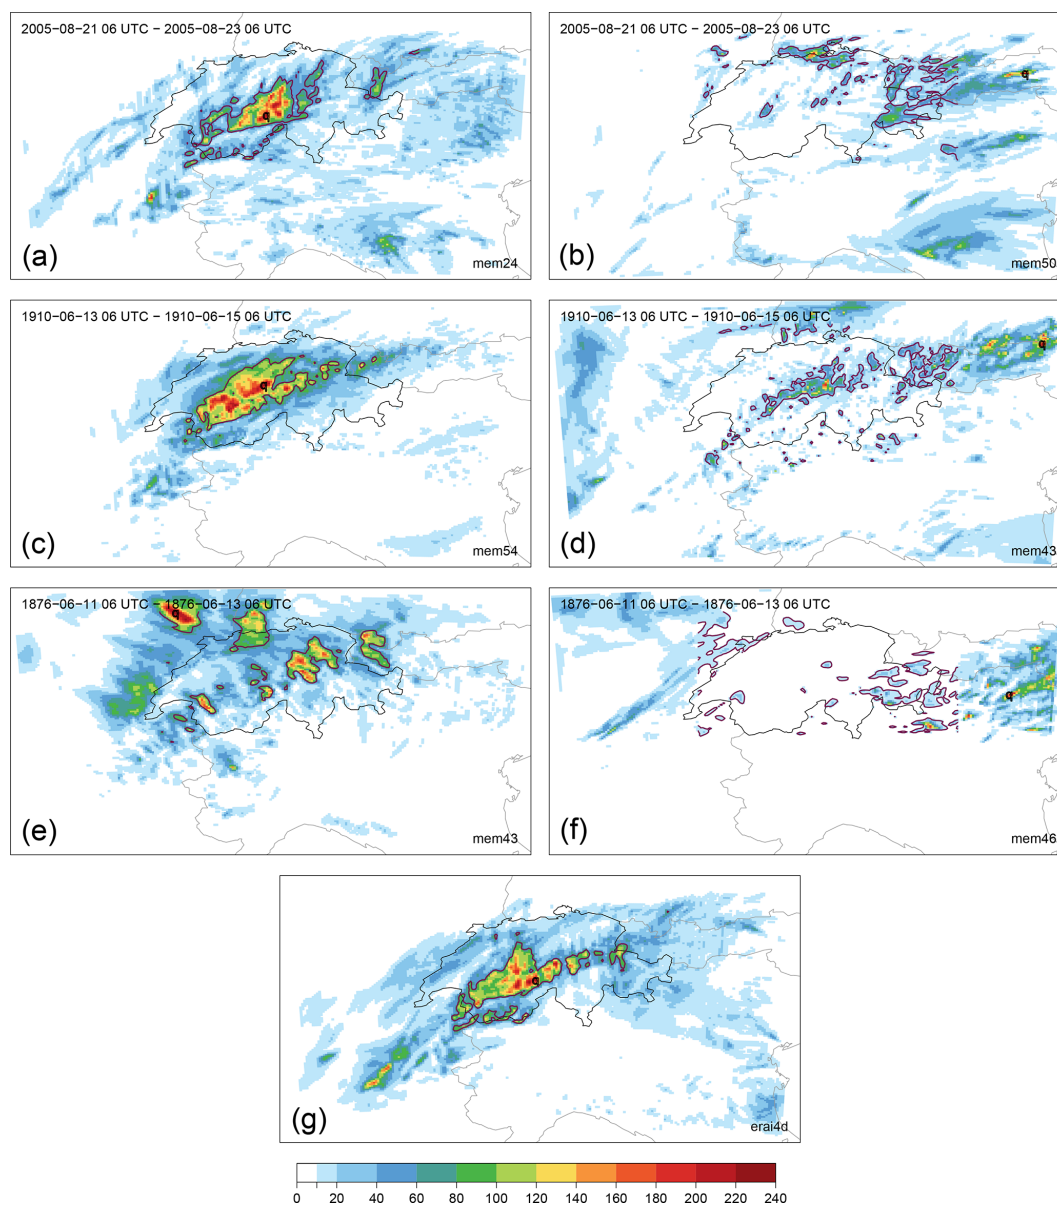 2005−08−21 06 UTC − 2005−08−23 06 UTC
q
(a)
mem24
2005−08−21 06 UTC − 2005−08−23 06 UTC
q
(b)
mem50
1910−06−13 06 UTC − 1910−06−15 06 UTC
q
(c)
mem54
1910−06−13 06 UTC − 1910−06−15 06 UTC
q
(d)
mem43
1876−06−11 06 UTC − 1876−06−13 06 UTC
q
(e)
mem43
1876−06−11 06 UTC − 1876−06−13 06 UTC
q
(f)
mem46
q
(g)
erai4d
0 20 40 60 80 100 120 140 160 180 200 220 240